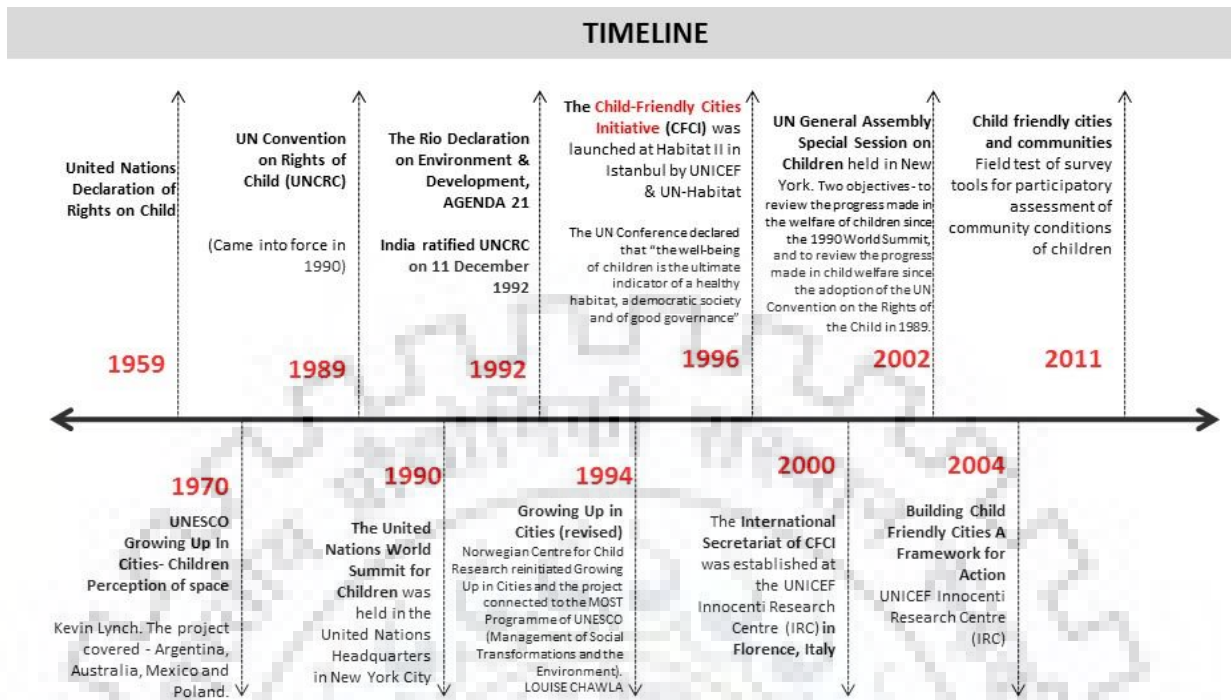 TIMELINE
United Nations
Declaration of
Rights on Child
1959
UN Convention
on Rights of
Child (UNCRC)
(Came into force in
1990)
1989
The Rio Declaration
on Environment &
Development,
AGENDA 21
India ratified UNCRC
on 11 December
1992
1992
The Child-Friendly Cities
Initiative (CFCI) was
launched at Habitat II in
Istanbul by UNICEF
& UN-Habitat
The UN Conference declared
that "the well-being
of children is the ultimate
indicator of a healthy
habitat, a democratic society
and of good governance"
1996
UN General Assembly
Special Session on
Children held in New
York. Two objectives- to
review the progress made in
the welfare of children since
the 1990 World Summit,
and to review the progress
made in child welfare since
the adoption of the UN
Convention on the Rights of
the Child in 1989.
2002
Child friendly cities
and communities
Field test of survey
tools for participatory
assessment of
community conditions
of children
2011
1970
UNESCO
Growing Up In
Cities- Children
Perception of space
Kevin Lynch. The project
covered - Argentina,
Australia, Mexico and
Poland.
1990
The United
Nations World
Summit for
Children was
held in the
United Nations
Headquarters
in New York City
1994
Growing Up in
Cities (revised)
Norwegian Centre for Child
Research reinitiated Growing
Up in Cities and the project
connected to the MOST
Programme of UNESCO
(Management of Social
Transformations and the
Environment).
LOUISE CHAWLA
2000
The International
Secretariat of CFCI
was established at
the UNICEF
Innocenti Research
Centre (IRC) in
Florence, Italy
2004
Building Child
Friendly Cities A
Framework for
Action
UNICEF Innocenti
Research Centre
(IRC)